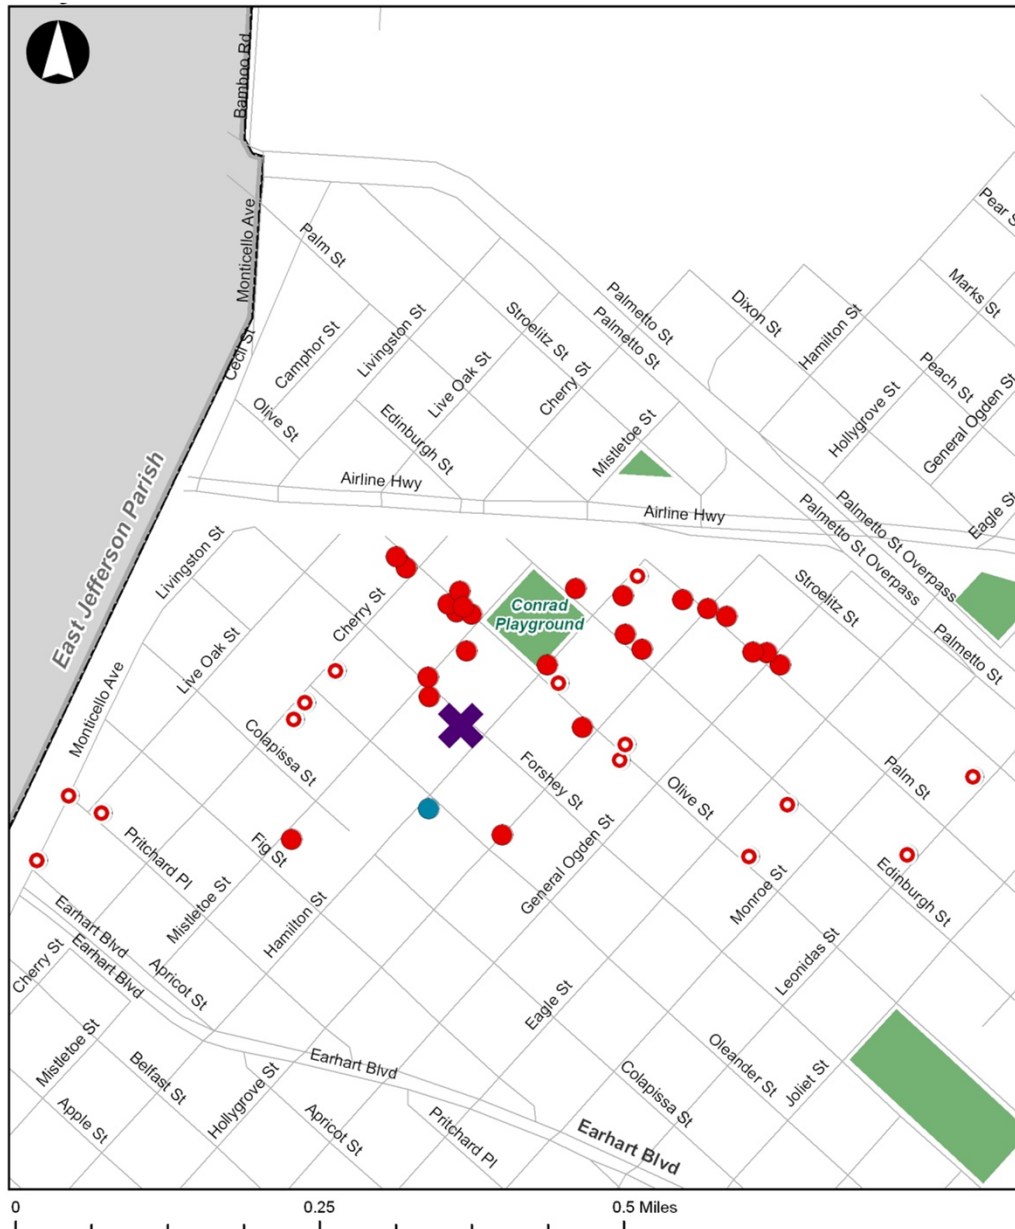 Bamboo Rd
Pear S
Monticello Ave
Palm St
Marks St
Palmetto St
Dixon St
Livingston St
Stroelitz St
Palmetto St
Hamilton St
Camphor St
Cecil St
Live Oak St
Cherry St
Peach St
Hollygrove St
General Ogden St
Olive St
Edinburgh St
Mistletoe St
Airline Hwy
Airline Hwy
Palmetto St Overpass
Palmetto St Overpass
Eagle S
East Jefferson Parish
Livingston St
Stroelitz St
Cherry St
Conrad
Playground
Live Oak St
Palmetto St
Monticello Ave
Colapissa St
Forshey St
Olive St
Palm St
Pritchard Pl
Fig St
General Ogden St
Monroe St
Edinburgh St
Mistletoe St
Hamilton St
Earhart Blvd
Earhart Blvd
Cherry St
Apricot St
Leonidas St
Eagle St
Mistletoe St
Belfast St
Earhart Blvd
Oleander St
Joliet St
Hollygrove St
Colapissa St
Apple St
Apricot St
Pritchard Pl
Earhart Blvd
0 0.25 0.5 Miles